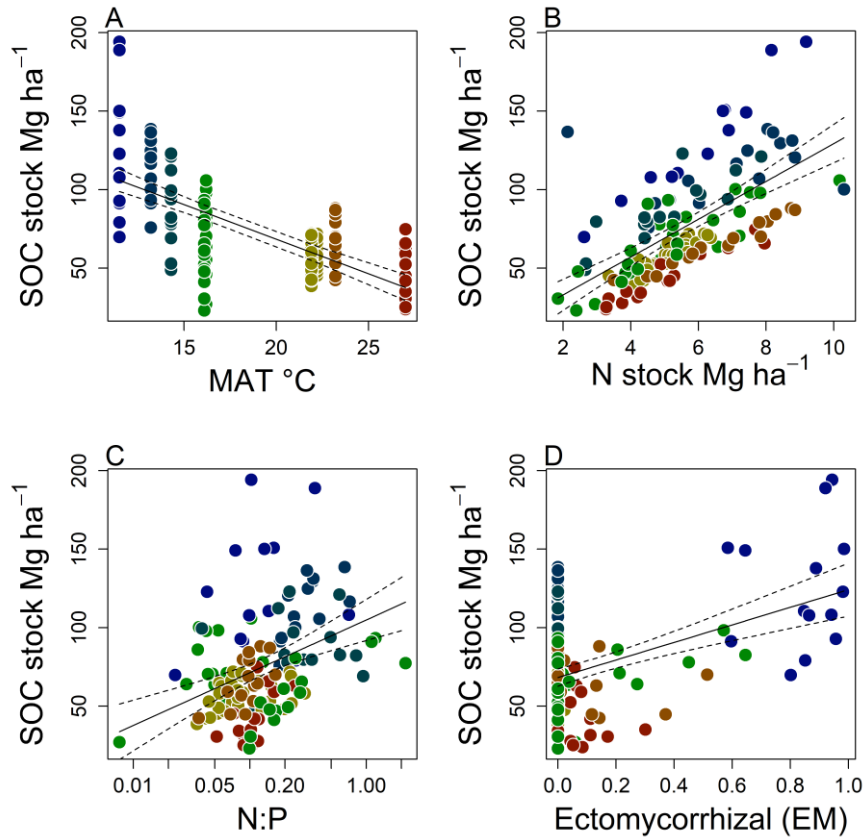 A
SOC stock Mg ha⁻¹
50 100 150 200
15 20 25
MAT °C
B
SOC stock Mg ha⁻¹
50 100 150 200
2 4 6 8 10
N stock Mg ha⁻¹
C
SOC stock Mg ha⁻¹
50 100 150 200
0.01 0.05 0.20 1.00
N:P
D
SOC stock Mg ha⁻¹
50 100 150 200
0.0 0.2 0.4 0.6 0.8 1.0
Ectomycorrhizal (EM)